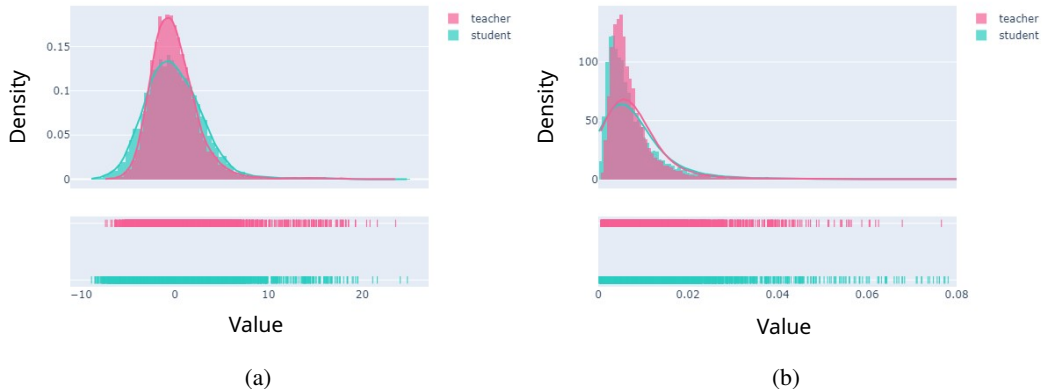 teacher
student
0.15
0.1
0.05
0
Density
−10
0
10
20
Value
(a)
teacher
student
100
50
0
Density
0
0.02
0.04
0.06
0.08
Value
(b)